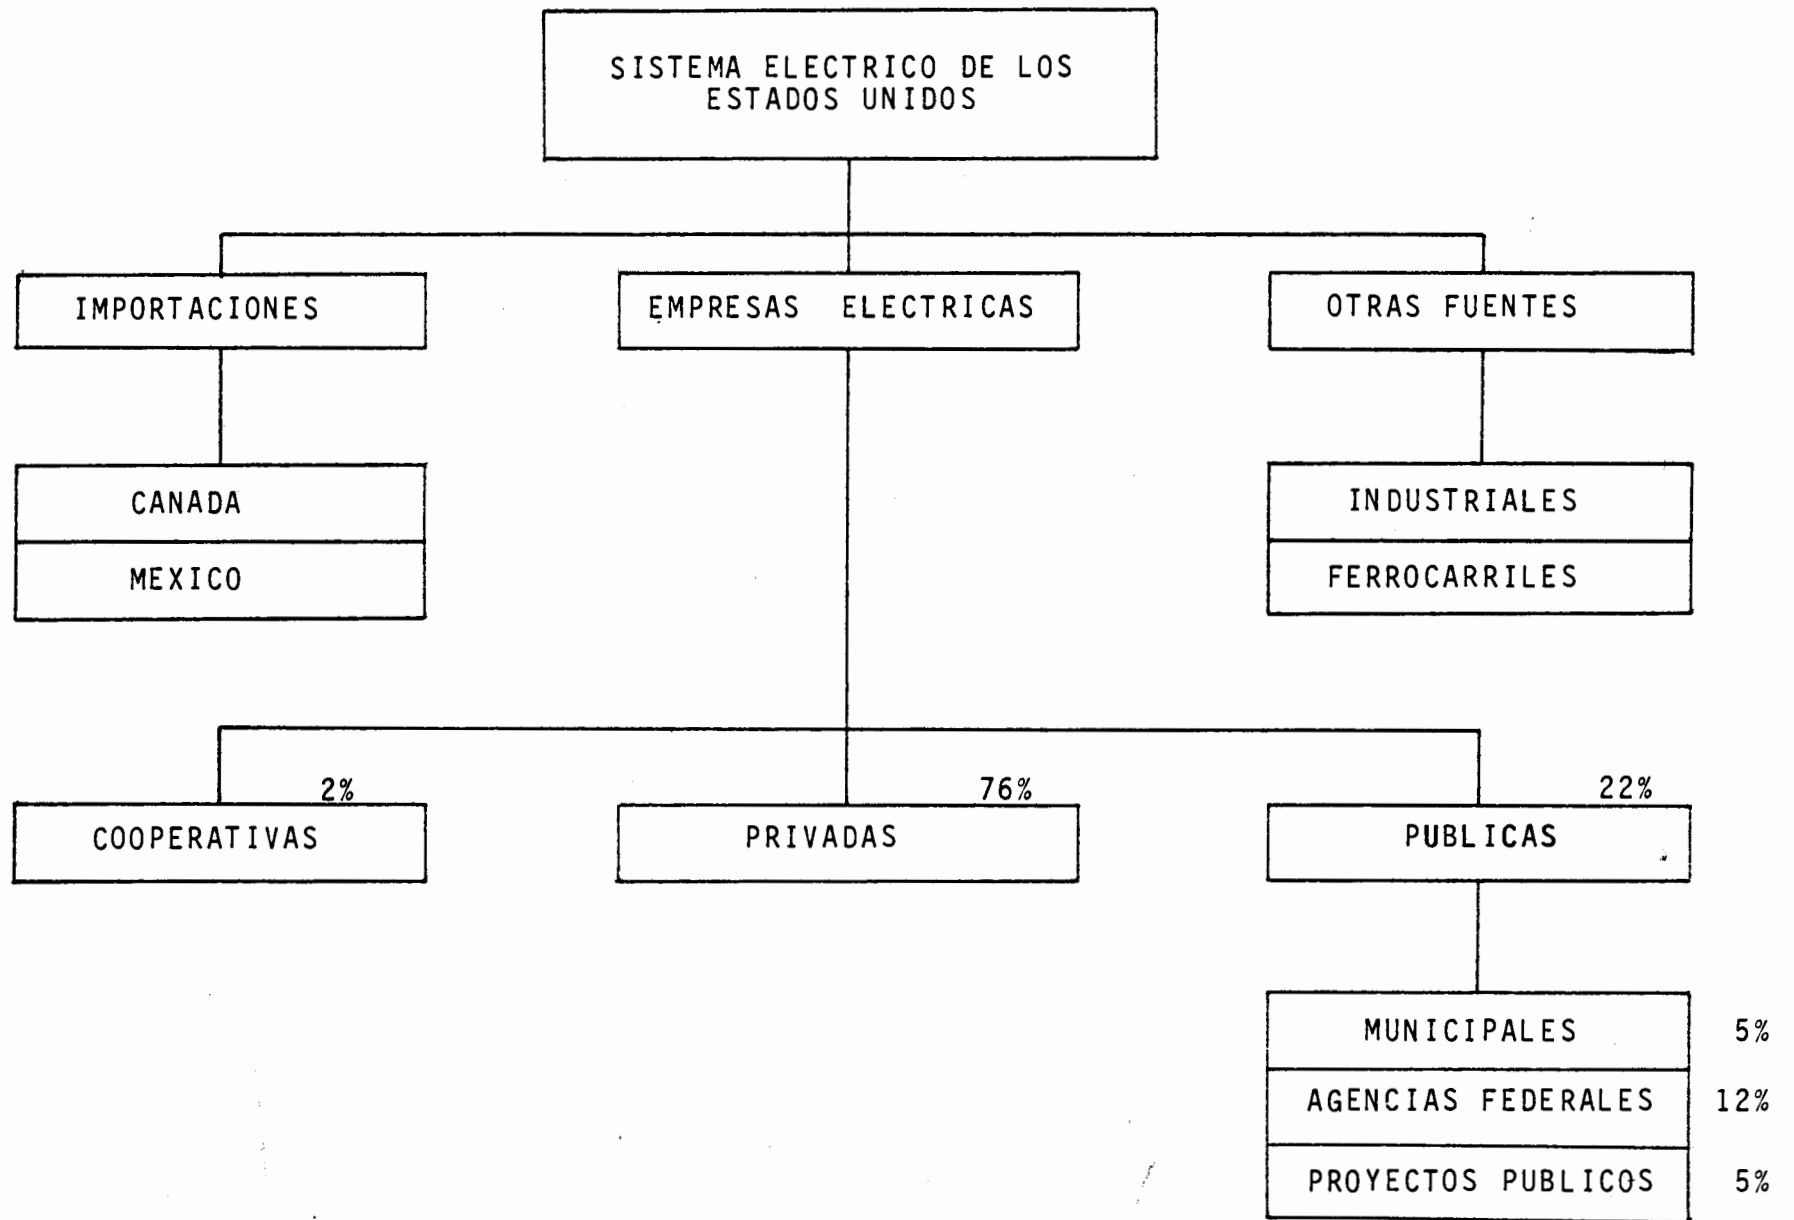 SISTEMA ELECTRICO DE LOS
ESTADOS UNIDOS
IMPORTACIONES
EMPRESAS ELECTRICAS
OTRAS FUENTES
CANADA
INDUSTRIALES
MEXICO
FERROCARRILES
2%
76%
22%
COOPERATIVAS
PRIVADAS
PUBLICAS
MUNICIPALES 5%
AGENCIAS FEDERALES 12%
PROYECTOS PUBLICOS 5%